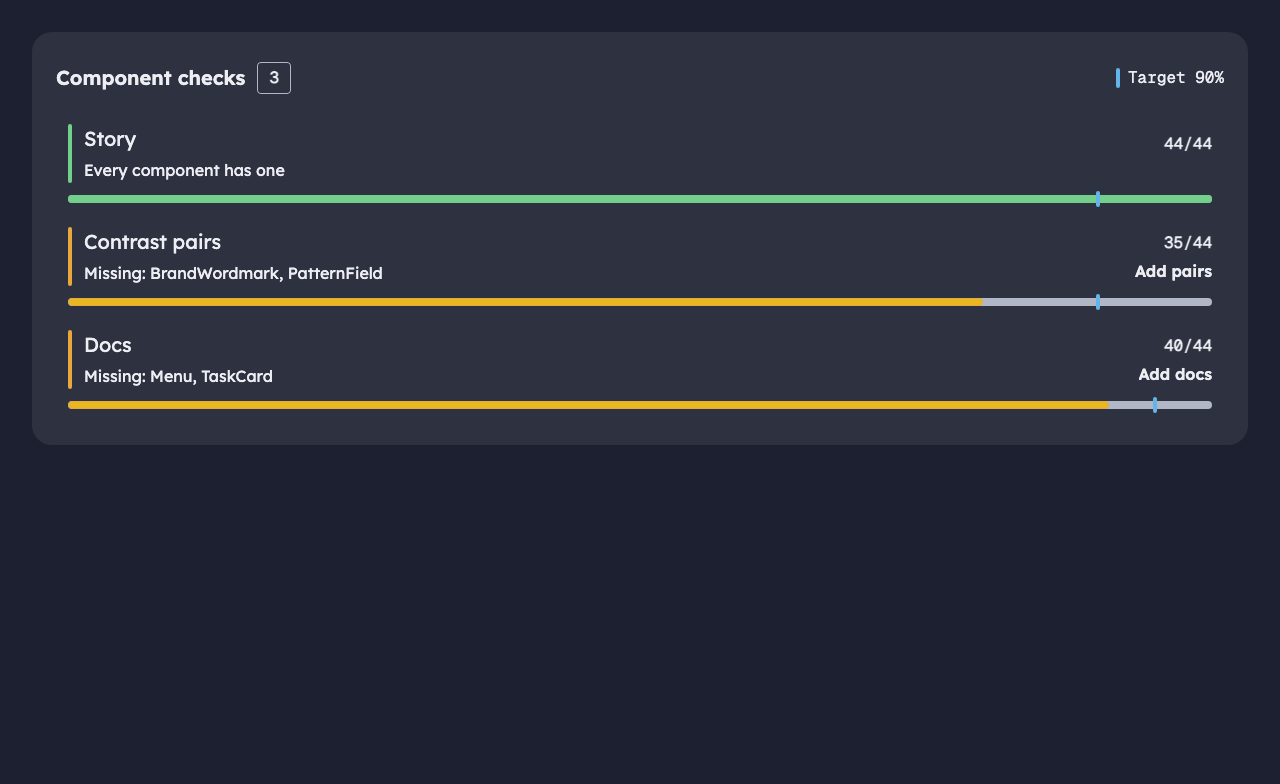 Component checks 3
Target 90%
Story
44/44
Every component has one
Contrast pairs
35/44
Missing: BrandWordmark, PatternField
Add pairs
Docs
40/44
Missing: Menu, TaskCard
Add docs